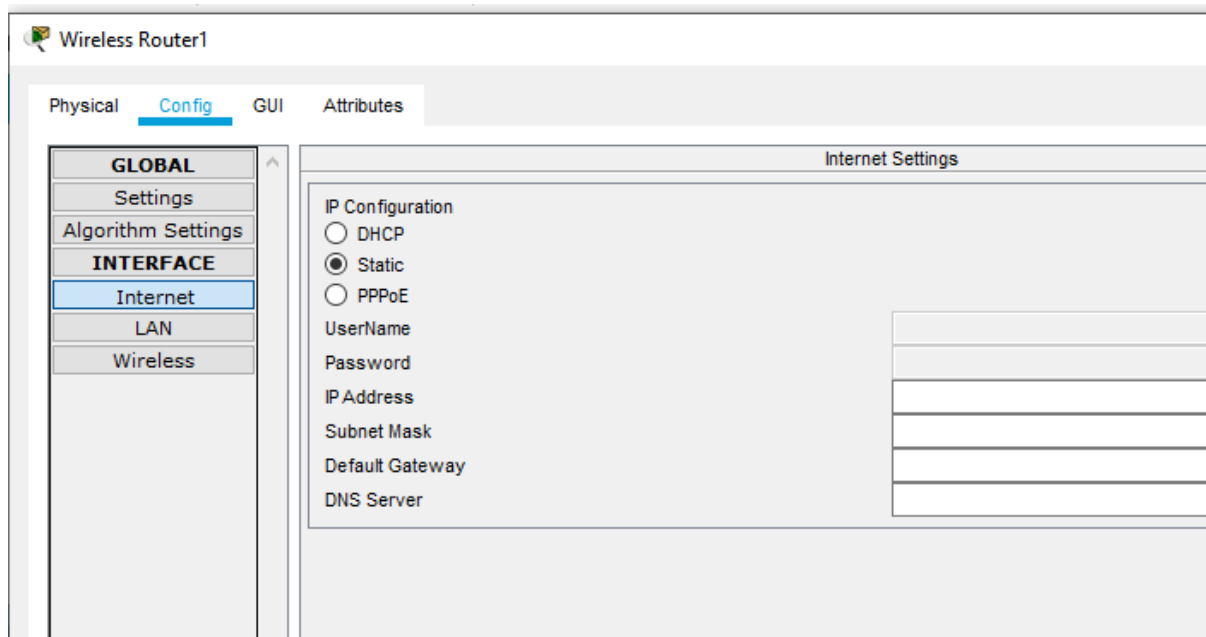 Wireless Router1
Physical Config GUI Attributes
GLOBAL
Settings
Algorithm Settings
INTERFACE
Internet
LAN
Wireless
Internet Settings
IP Configuration
DHCP
Static
PPPoE
UserName
Password
IP Address
Subnet Mask
Default Gateway
DNS Server